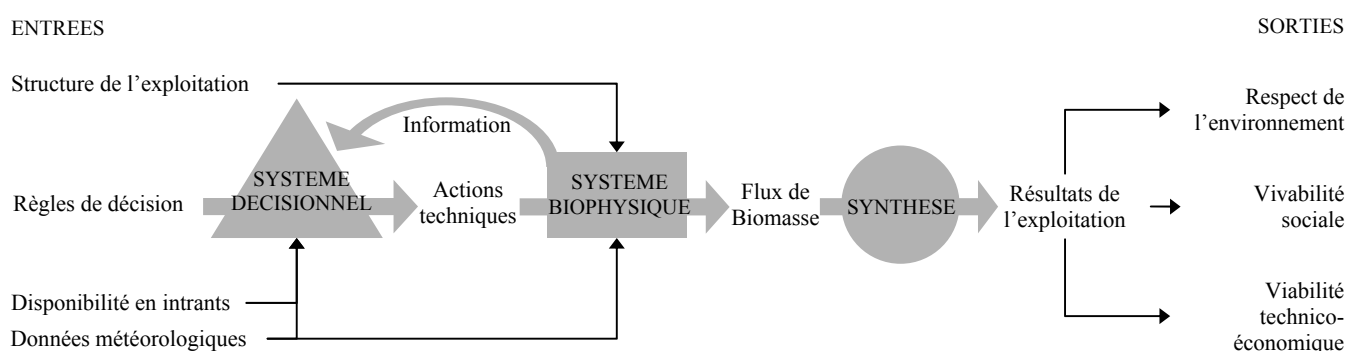 ENTREES
SORTIES
Structure de l’exploitation
Information
Respect de
l’environnement
Règles de décision
SYSTEME
DECISIONNEL
Actions
techniques
SYSTEME
BIOPHYSIQUE
Flux de
Biomasse
SYNTHESE
Résultats de
l’exploitation
Vivabilité
sociale
Disponibilité en intrants
Données météorologiques
Viabilité
technico-
économique